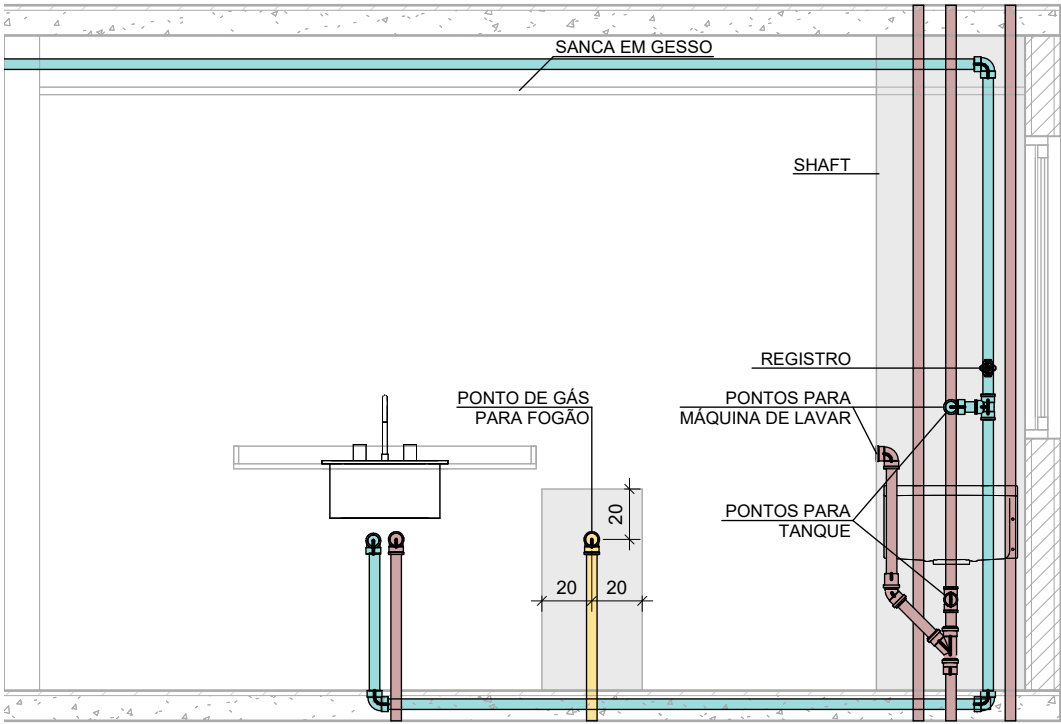 SANCA EM GESSO
SHAFT
REGISTRO
PONTO DE GÁS
PARA FOGÃO
PONTOS PARA
MÁQUINA DE LAVAR
PONTOS PARA
TANQUE
20
20
20